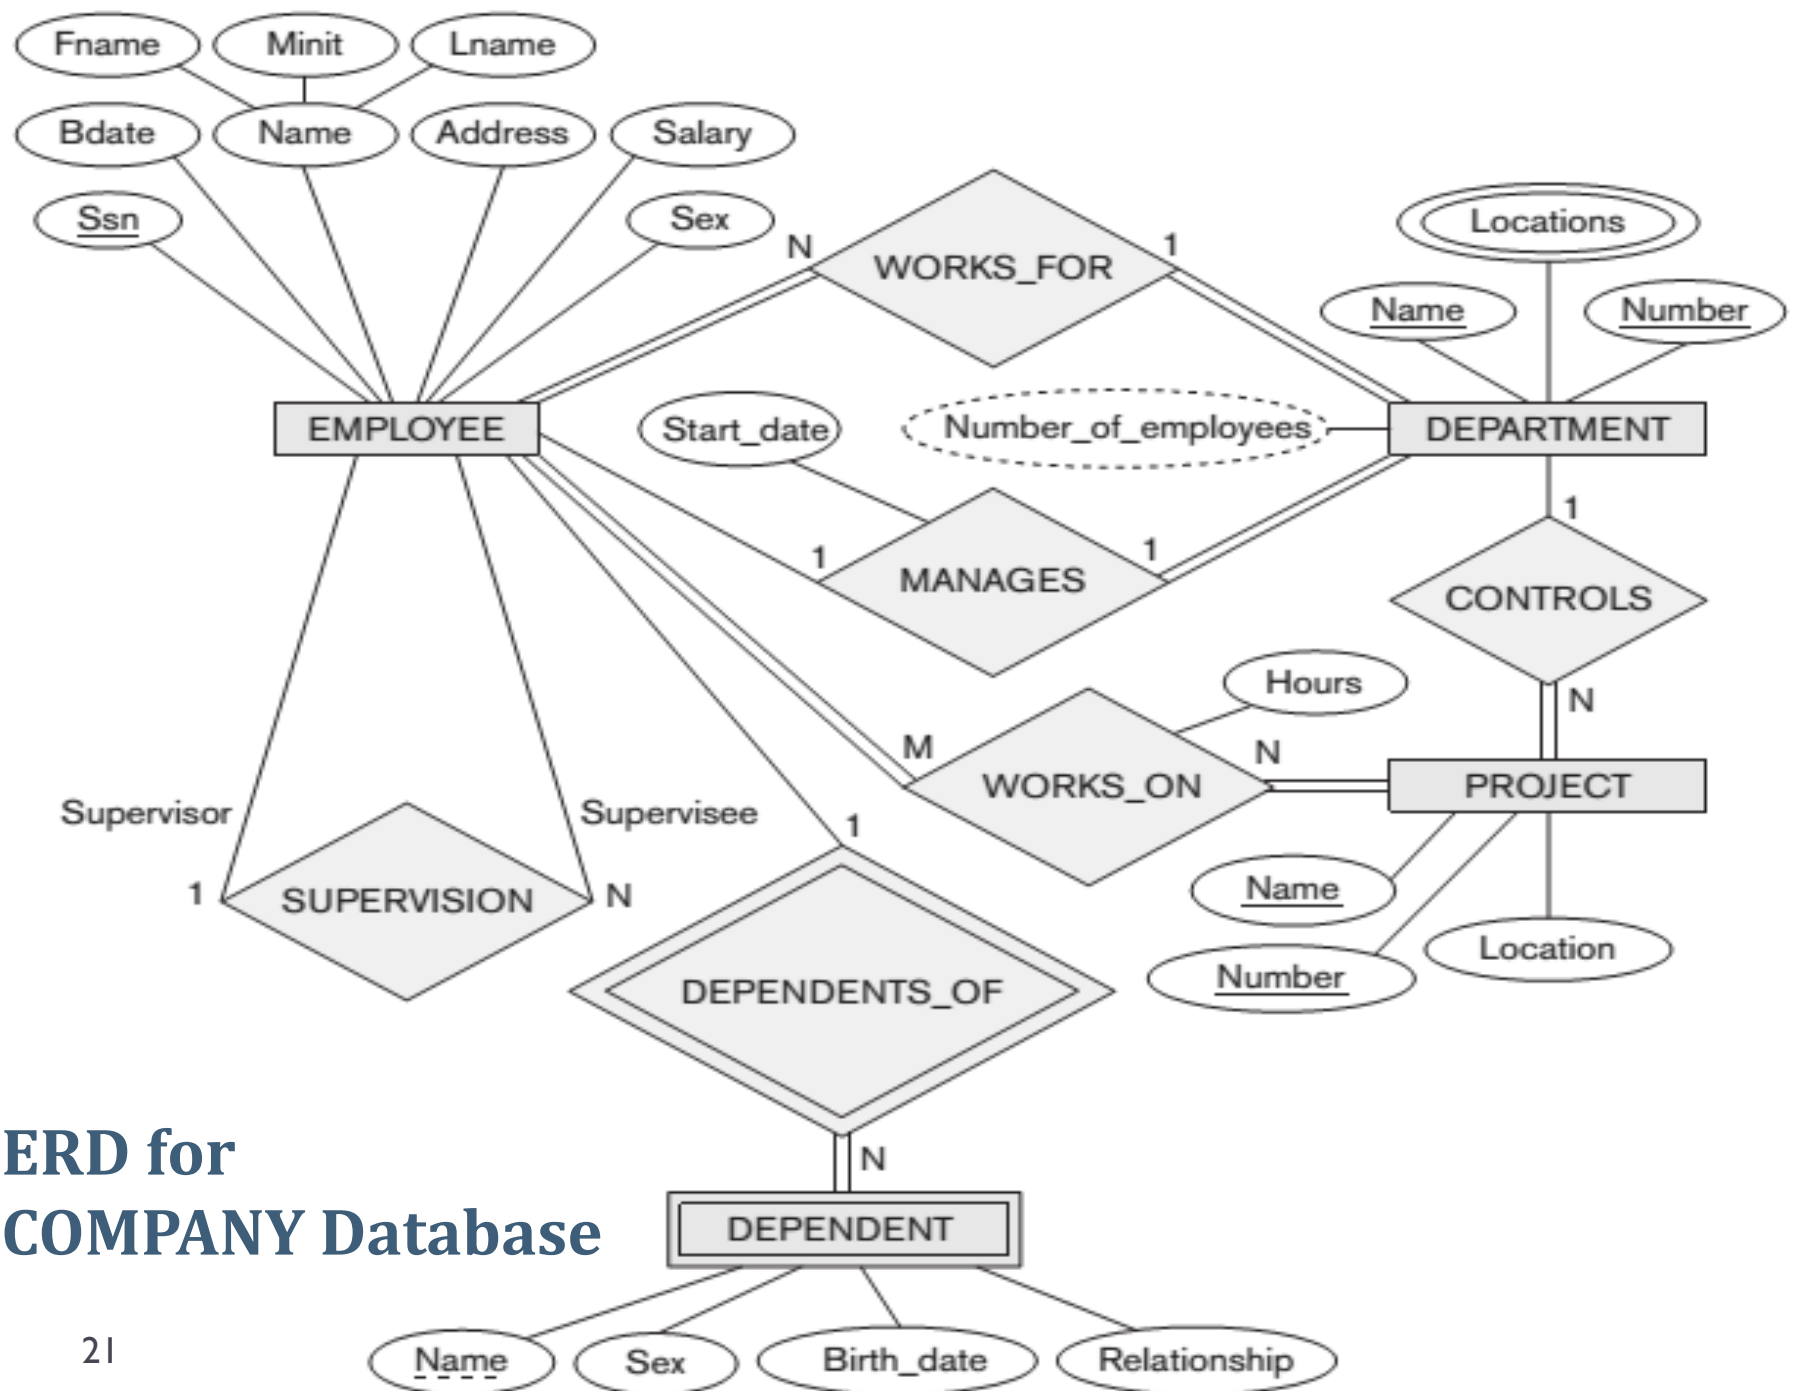 Fname Minit Lname
Bdate Name Address Salary
Ssn Sex
N WORKS_FOR 1
Locations
Name Number
EMPLOYEE
Start_date
Number_of_employees
DEPARTMENT
1 MANAGES 1
1
CONTROLS
N
Hours
M WORKS_ON N
PROJECT
Supervisor Supervisee
1 SUPERVISION N
1
DEPENDENTS_OF
Name
Number
Location
N
DEPENDENT
ERD for
COMPANY Database
Name Sex Birth_date Relationship
21